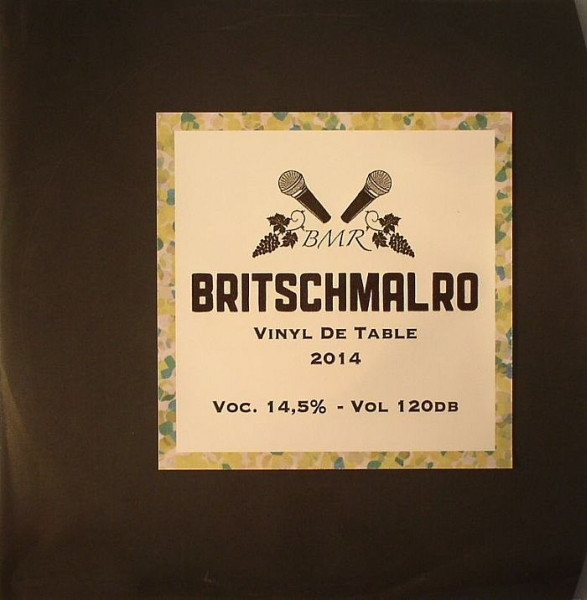 BMR
BRITSCHMALRO
VINYL DE TABLE
2014
VOC. 14,5% - VOL 120DB